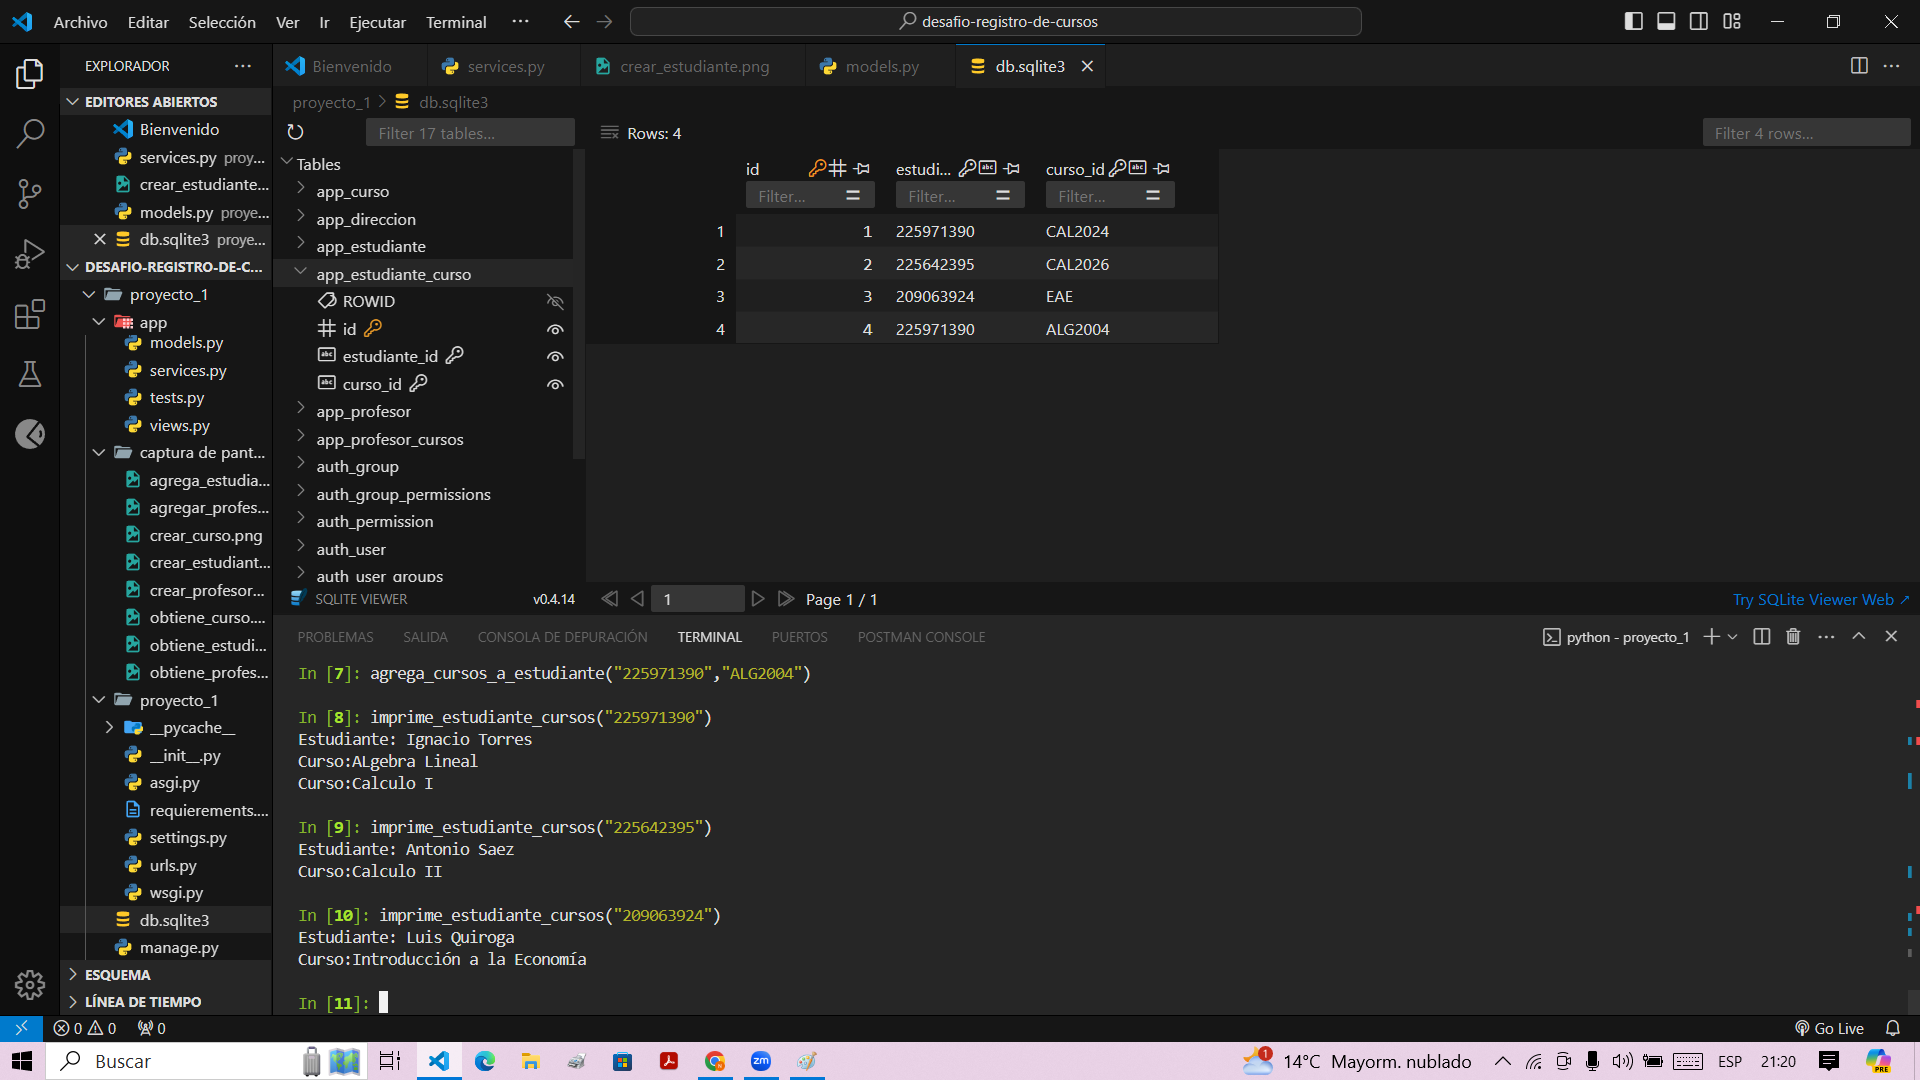 Archivo Editar Selección Ver Ir Ejecutar Terminal ··· desafio-registro-de-cursos
EXPLORADOR ···
EDITORES ABIERTOS
Bienvenido
services.py proy...
crear_estudiante...
models.py proye...
db.sqlite3 proye...
DESAFIO-REGISTRO-DE-C...
proyecto_1
app
models.py
services.py
tests.py
views.py
captura de pant...
agrega_estudia...
agregar_profes...
crear_curso.png
crear_estudiant...
crear_profesor...
obtiene_curso....
obtiene_estudi...
obtiene_profes...
proyecto_1
__pycache__
__init__.py
asgi.py
requierements....
settings.py
urls.py
wsgi.py
db.sqlite3
manage.py
ESQUEMA
LÍNEA DE TIEMPO
Bienvenido services.py crear_estudiante.png models.py db.sqlite3
proyecto_1 > db.sqlite3
Filter 17 tables... Rows: 4 Filter 4 rows...
Tables
app_curso
app_direccion
app_estudiante
app_estudiante_curso
ROWID
id
estudiante_id
curso_id
app_profesor
app_profesor_cursos
auth_group
auth_group_permissions
auth_permission
auth_user
auth_user_groups
SQLITE VIEWER v0.4.14
id estudi... curso_id
Filter... Filter... Filter...
1 1 225971390 CAL2024
2 2 225642395 CAL2026
3 3 209063924 EAE
4 4 225971390 ALG2004
1 Page 1 / 1 Try SQLite Viewer Web ↗
PROBLEMAS SALIDA CONSOLA DE DEPURACIÓN TERMINAL PUERTOS POSTMAN CONSOLE python - proyecto_1 ···
In [7]: agrega_cursos_a_estudiante("225971390","ALG2004")
In [8]: imprime_estudiante_cursos("225971390")
Estudiante: Ignacio Torres
Curso:ALgebra Lineal
Curso:Calculo I
In [9]: imprime_estudiante_cursos("225642395")
Estudiante: Antonio Saez
Curso:Calculo II
In [10]: imprime_estudiante_cursos("209063924")
Estudiante: Luis Quiroga
Curso:Introducción a la Economía
In [11]:
0 0 0 Go Live
Buscar zm 1 14°C Mayorm. nublado ESP 21:20 PRE